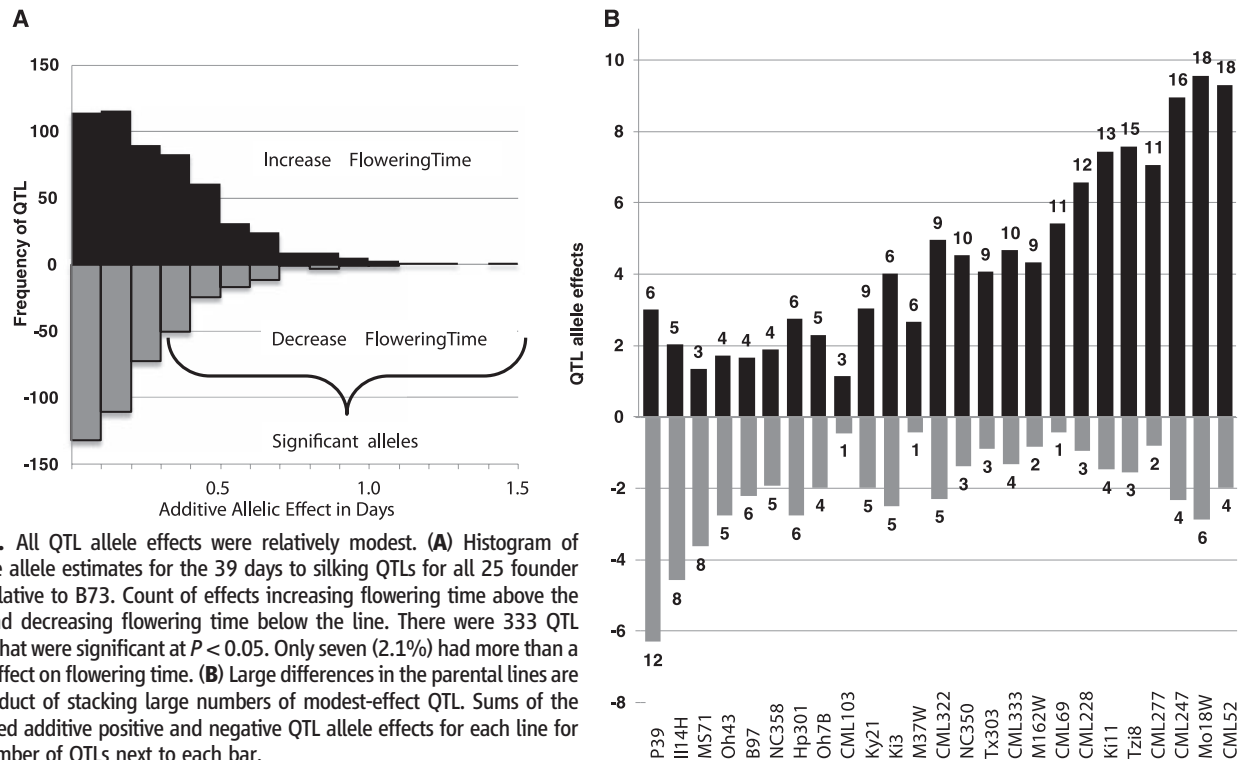 A
150
100
50
0
-50
-100
-150
Frequency of QTL
Increase FloweringTime
Decrease FloweringTime
Significant alleles
0.5 1.0 1.5
Additive Allelic Effect in Days
. All QTL allele effects were relatively modest. (A) Histogram of
e allele estimates for the 39 days to silking QTLs for all 25 founder
lative to B73. Count of effects increasing flowering time above the
nd decreasing flowering time below the line. There were 333 QTL
that were significant at P < 0.05. Only seven (2.1%) had more than a
ffect on flowering time. (B) Large differences in the parental lines are
duct of stacking large numbers of modest-effect QTL. Sums of the
ed additive positive and negative QTL allele effects for each line for
umber of QTLs next to each bar.
B
10
8
6
4
2
0
-2
-4
-6
-8
QTL allele effects
6 5 3 4 4 4 6 5 3 9 6 6 9 10 9 10 9 11 12 13 15 11 16 18 18
12 8 8 5 6 5 6 4 1 5 5 1 5 3 3 4 2 1 3 4 3 2 4 6 4
P39
Il14H
MS71
Oh43
B97
NC358
Hp301
Oh7B
CML103
Ky21
Ki3
M37W
CML322
NC350
Tx303
CML333
M162W
CML69
CML228
Ki11
Tzi8
CML277
CML247
Mo18W
CML52